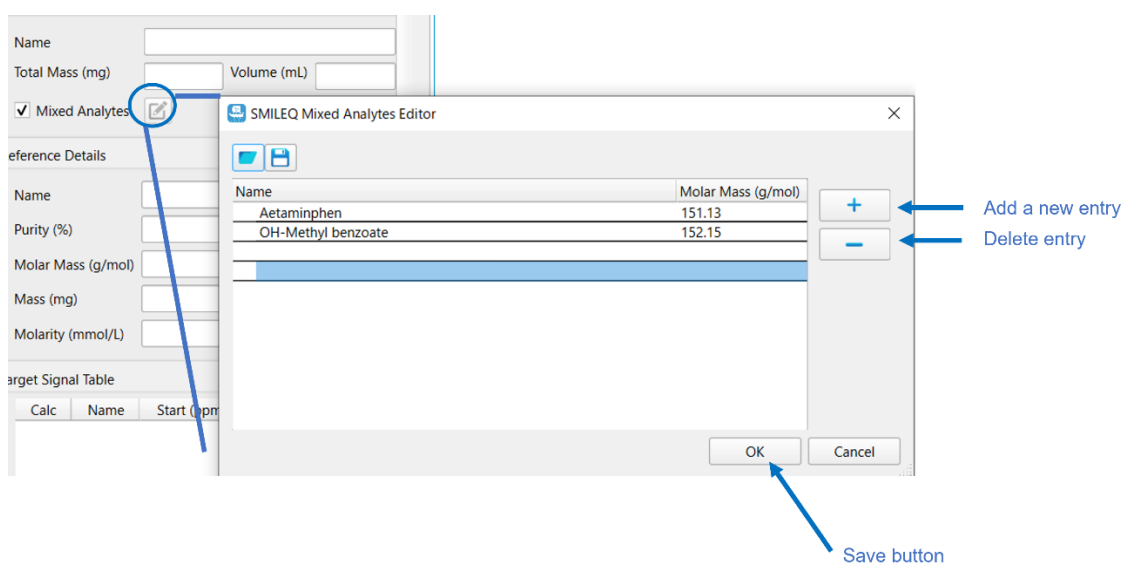 Name
Total Mass (mg) Volume (mL)
Mixed Analytes
SMILEQ Mixed Analytes Editor
eference Details
Name Molar Mass (g/mol)
Name
Aetaminphen 151.13
Purity (%)
OH-Methyl benzoate 152.15
Add a new entry
Delete entry
Molar Mass (g/mol)
Mass (mg)
Molarity (mmol/L)
arget Signal Table
Calc Name Start (ppm
OK Cancel
Save button